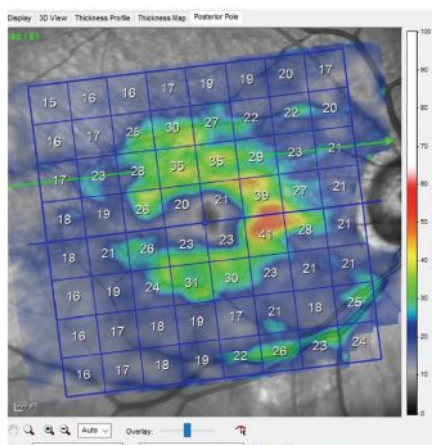 Display 3D View Thickness Profile Thickness Map Posterior Pole
15 16 16 17 19 19 20 17
16 17 26 30 27 22 22 20
17 23 28 35 35 29 23 21
18 19 26 20 21 39 27 21
18 21 26 23 23 41 28 21
16 19 24 31 30 23 21 21
16 17 18 19 17 21 18 25
16 17 18 19 22 26 23 24
100
90
80
70
60
50
40
30
20
10
0
200 µm
Auto Overlay: